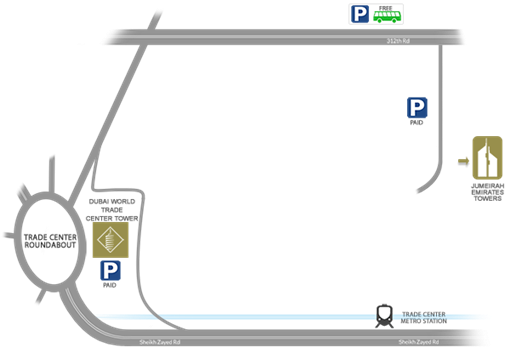 P FREE
312th Rd
P
PAID
JUMEIRAH
EMIRATES
TOWERS
DUBAI WORLD
TRADE
CENTER TOWER
TRADE CENTER
ROUNDABOUT
P
PAID
TRADE CENTER
METRO STATION
Sheikh Zayed Rd
Sheikh Zayed Rd